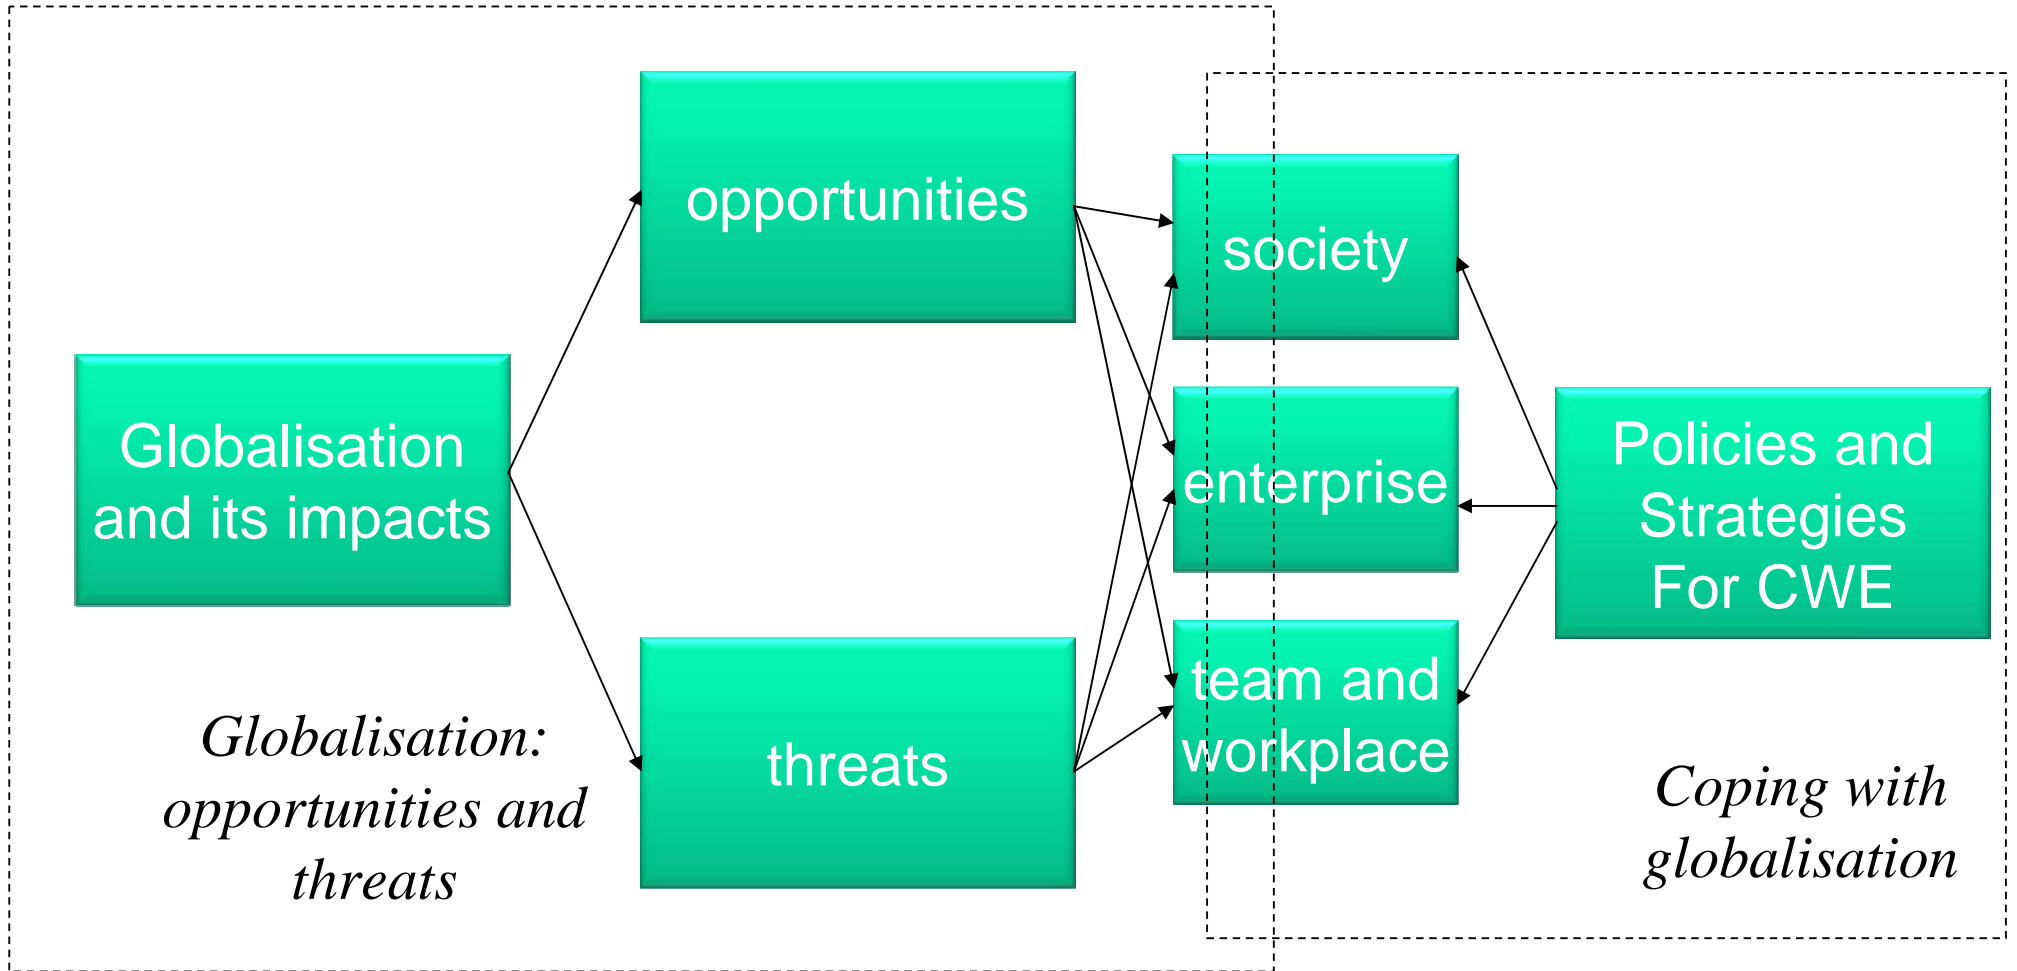 opportunities
society
Globalisation
and its impacts
enterprise
Policies and
Strategies
For CWE
threats
team and
workplace
Globalisation:
opportunities and
threats
Coping with
globalisation